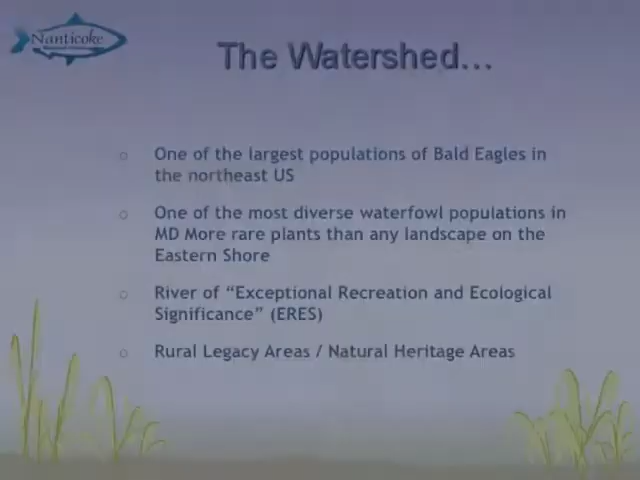 Nanticoke
The Watershed...
One of the largest populations of Bald Eagles in
the northeast US
One of the most diverse waterfowl populations in
MD More rare plants than any landscape on the
Eastern Shore
River of “Exceptional Recreation and Ecological
Significance” (ERES)
Rural Legacy Areas / Natural Heritage Areas